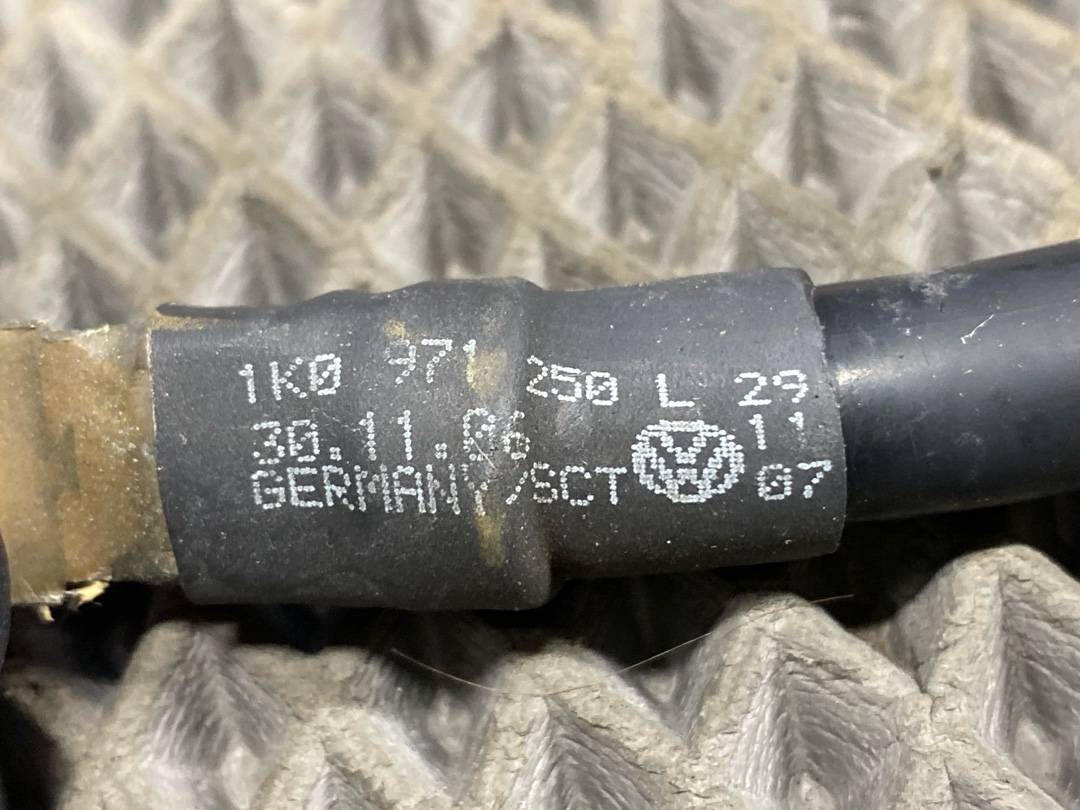 1K0 971 250 L 29
30.11.06 11
GERMANY/SCT 07